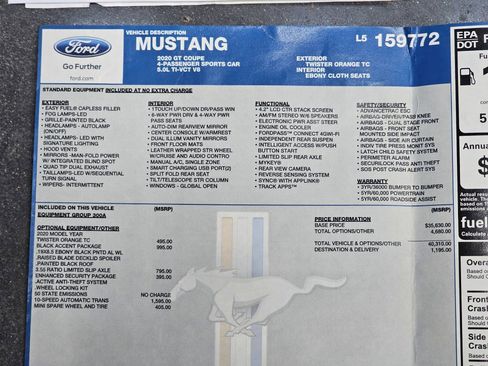 Ford
Go Further
ford.com
VEHICLE DESCRIPTION
MUSTANG
2020 GT COUPE
4-PASSENGER SPORTS CAR
5.0L TI-VCT V8
L5 159772
EXTERIOR
TWISTER ORANGE TC
INTERIOR
EBONY CLOTH SEATS
STANDARD EQUIPMENT INCLUDED AT NO EXTRA CHARGE
EXTERIOR
• EASY FUEL® CAPLESS FILLER
• FOG LAMPS-LED
• GRILLE-PAINTED BLACK
• HEADLAMPS - AUTOLAMP
(ON/OFF)
• HEADLAMPS- LED WITH
SIGNATURE LIGHTING
• HOOD VENTS
• MIRRORS -MAN-FOLD POWER
W/ INTEGRATED BLIND SPOT
• QUAD TIP DUAL EXHAUST
• TAILLAMPS-LED W/SEQUENTIAL
TURN SIGNAL
• WIPERS- INTERMITTENT
INTERIOR
• 1TOUCH UP/DOWN DR/PASS WIN
• 6-WAY PWR DRV & 4-WAY PWR
PASS SEATS
• AUTO-DIM REARVIEW MIRROR
• CENTER CONSOLE W/ARMREST
• DUAL ILLUM VANITY MIRRORS
• FRONT FLOOR MATS
• LEATHER WRAPPED STR WHEEL
W/CRUISE AND AUDIO CONTROL
• MANUAL A/C, SINGLE ZONE
• SMART CHARGING USB PORT(2)
• SPLIT FOLD REAR SEAT
• TILT/TELESCOPE STR COLUMN
• WINDOWS - GLOBAL OPEN
FUNCTIONAL
• 4.2" LCD CTR STACK SCREEN
• AM/FM STEREO W/6 SPEAKERS
• ELECTRONIC PWR ASST STEER
• ENGINE OIL COOLER
• FORDPASS™ CONNECT 4GWI-FI
• INDEPENDENT REAR SUSPEN
• INTELLIGENT ACCESS W/PUSH
BUTTON START
• LIMITED SLIP REAR AXLE
• MYKEY®
• REAR VIEW CAMERA
• REVERSE SENSING SYSTEM
• SYNC®WITH APPLINK®
• TRACK APPS™
SAFETY/SECURITY
• ADVANCETRAC ESC
• AIRBAG-DRIVER/PASS KNEE
• AIRBAGS - DUAL STAGE FRONT
• AIRBAGS - FRONT SEAT
MOUNTED SIDE IMPACT
• AIRBAGS - SIDE AIR CURTAIN
• INDIV TIRE PRESS MONIT SYS
• LATCH CHILD SAFETY SYSTEM
• PERIMETER ALARM
• SECURILOCK PASS ANTI THEFT
• SOS POST CRASH ALERT SYS
WARRANTY
• 3YR/36000 BUMPER TO BUMPER
• 5YR/60,000 POWERTRAIN
• 5YR/60,000 ROADSIDE ASSIST
INCLUDED ON THIS VEHICLE
(MSRP)
EQUIPMENT GROUP 300A
OPTIONAL EQUIPMENT/OTHER
2020 MODEL YEAR
TWISTER ORANGE TC 495.00
BLACK ACCENT PACKAGE 995.00
.19X8.5 EBONY BLACK PNTD AL WL
.RAISED BLADE DECKLID SPOILER
.PAINTED BLACK ROOF
3.55 RATIO LIMITED SLIP AXLE 795.00
ENHANCED SECURITY PACKAGE 395.00
.ACTIVE ANTI-THEFT SYSTEM
.WHEEL LOCKING KIT
50 STATE EMISSIONS NO CHARGE
10-SPEED AUTOMATIC TRANS 1,595.00
MINI SPARE WHEEL AND TIRE 405.00
PRICE INFORMATION (MSRP)
BASE PRICE $35,630.00
TOTAL OPTIONS/OTHER 4,680.00
TOTAL VEHICLE & OPTIONS/OTHER 40,310.00
DESTINATION & DELIVERY 1,195.00
EPA
DOT
Annual
$
fuel
Calculate
Overa
Based on
Should O
Front
Crash
Based o
Should
Side
Crash